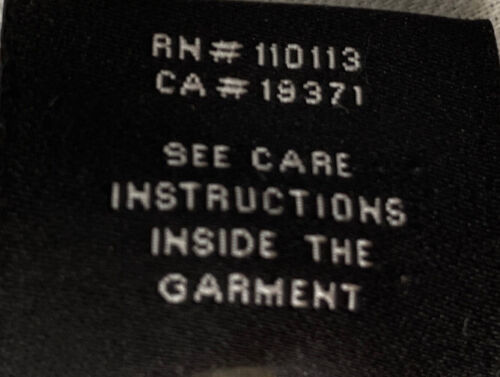 RN# 110113
CA# 19371
SEE CARE
INSTRUCTIONS
INSIDE THE
GARMENT